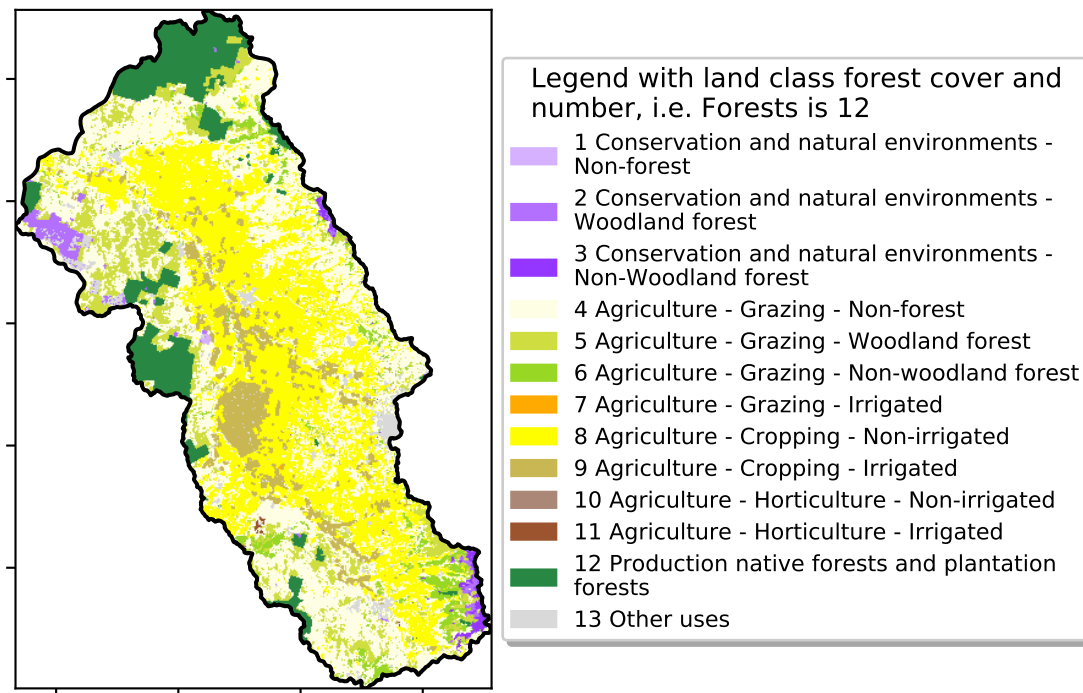 Legend with land class forest cover and
number, i.e. Forests is 12
1 Conservation and natural environments -
Non-forest
2 Conservation and natural environments -
Woodland forest
3 Conservation and natural environments -
Non-Woodland forest
4 Agriculture - Grazing - Non-forest
5 Agriculture - Grazing - Woodland forest
6 Agriculture - Grazing - Non-woodland forest
7 Agriculture - Grazing - Irrigated
8 Agriculture - Cropping - Non-irrigated
9 Agriculture - Cropping - Irrigated
10 Agriculture - Horticulture - Non-irrigated
11 Agriculture - Horticulture - Irrigated
12 Production native forests and plantation
forests
13 Other uses